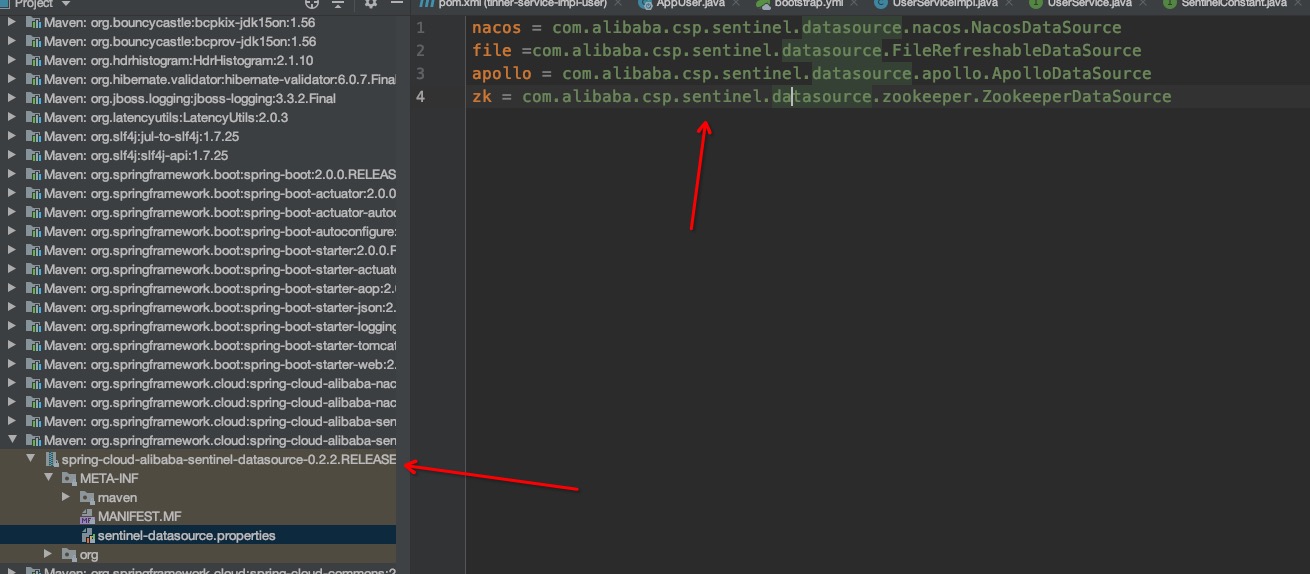 Project
pom.xml (tinner-service-impl-user)
AppUser.java
bootstrap.yml
UserServiceImpl.java
UserService.java
SentinelConstant.java
Maven: org.bouncycastle:bcpkix-jdk15on:1.56
Maven: org.bouncycastle:bcprov-jdk15on:1.56
Maven: org.hdrhistogram:HdrHistogram:2.1.10
Maven: org.hibernate.validator:hibernate-validator:6.0.7.Final
Maven: org.jboss.logging:jboss-logging:3.3.2.Final
Maven: org.latencyutils:LatencyUtils:2.0.3
Maven: org.slf4j:jul-to-slf4j:1.7.25
Maven: org.slf4j:slf4j-api:1.7.25
Maven: org.springframework.boot:spring-boot:2.0.0.RELEAS
Maven: org.springframework.boot:spring-boot-actuator:2.0.0
Maven: org.springframework.boot:spring-boot-actuator-autoc
Maven: org.springframework.boot:spring-boot-autoconfigure:
Maven: org.springframework.boot:spring-boot-starter:2.0.0.F
Maven: org.springframework.boot:spring-boot-starter-actuat
Maven: org.springframework.boot:spring-boot-starter-aop:2.
Maven: org.springframework.boot:spring-boot-starter-json:2.
Maven: org.springframework.boot:spring-boot-starter-logging
Maven: org.springframework.boot:spring-boot-starter-tomcat
Maven: org.springframework.boot:spring-boot-starter-web:2.
Maven: org.springframework.cloud:spring-cloud-alibaba-nac
Maven: org.springframework.cloud:spring-cloud-alibaba-nac
Maven: org.springframework.cloud:spring-cloud-alibaba-sen
Maven: org.springframework.cloud:spring-cloud-alibaba-sen
spring-cloud-alibaba-sentinel-datasource-0.2.2.RELEASE
META-INF
maven
MANIFEST.MF
sentinel-datasource.properties
org
Maven: org.springframework.cloud:spring-cloud-commons:2
1 nacos = com.alibaba.csp.sentinel.datasource.nacos.NacosDataSource
2 file =com.alibaba.csp.sentinel.datasource.FileRefreshableDataSource
3 apollo = com.alibaba.csp.sentinel.datasource.apollo.ApolloDataSource
4 zk = com.alibaba.csp.sentinel.datasource.zookeeper.ZookeeperDataSource